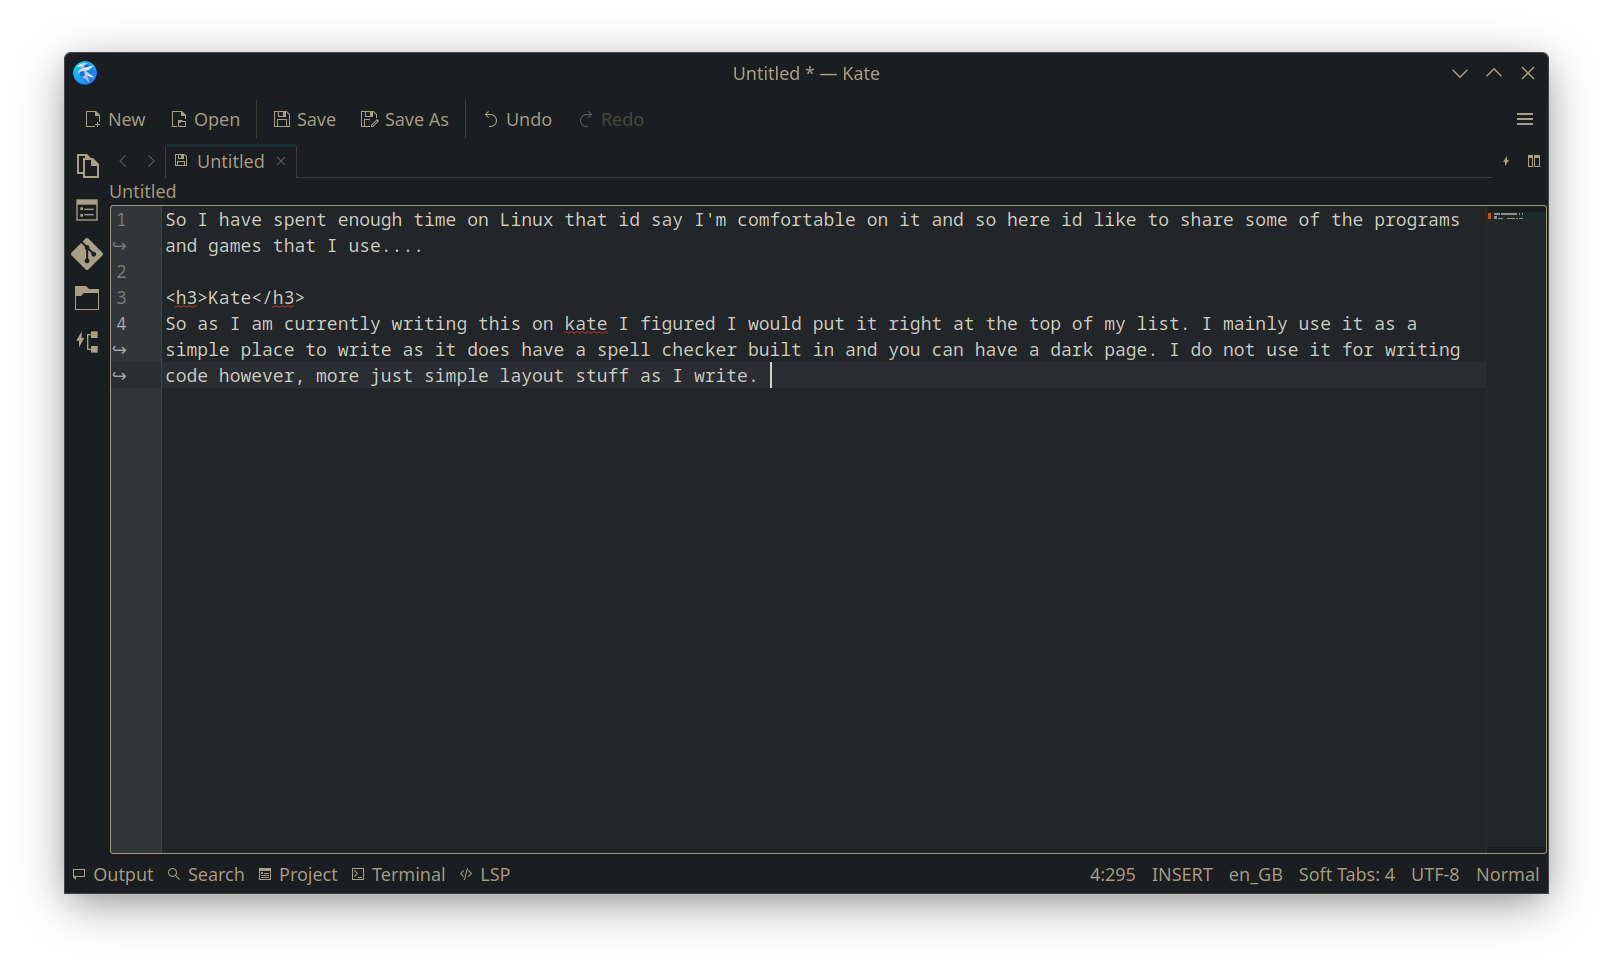 Untitled * — Kate
New Open Save Save As Undo Redo
Untitled
Untitled
1 So I have spent enough time on Linux that id say I'm comfortable on it and so here id like to share some of the programs
and games that I use....
2
3 <h3>Kate</h3>
4 So as I am currently writing this on kate I figured I would put it right at the top of my list. I mainly use it as a
simple place to write as it does have a spell checker built in and you can have a dark page. I do not use it for writing
code however, more just simple layout stuff as I write.
Output Search Project Terminal LSP 4:295 INSERT en_GB Soft Tabs: 4 UTF-8 Normal